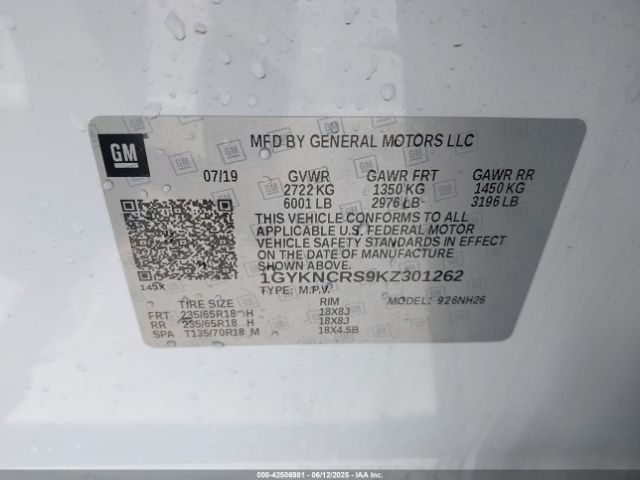 GM
MFD BY GENERAL MOTORS LLC
07/19 GVWR GAWR FRT GAWR RR
2722 KG 1350 KG 1450 KG
6001 LB 2976 LB 3196 LB
THIS VEHICLE CONFORMS TO ALL
APPLICABLE U.S. FEDERAL MOTOR
VEHICLE SAFETY STANDARDS IN EFFECT
ON THE DATE OF MANUFACTURE
SHOWN ABOVE.
1GYKNCRS9KZ301262
149X TYPE: M.P.V. MODEL: 926NH26
TIRE SIZE RIM
FRT 235/65R18 H 18X8J
RR 235/65R18 H 18X8J
SPA T135/70R18 M 18X4.5B
000-42506981 - 06/12/2025 - IAAI.COM